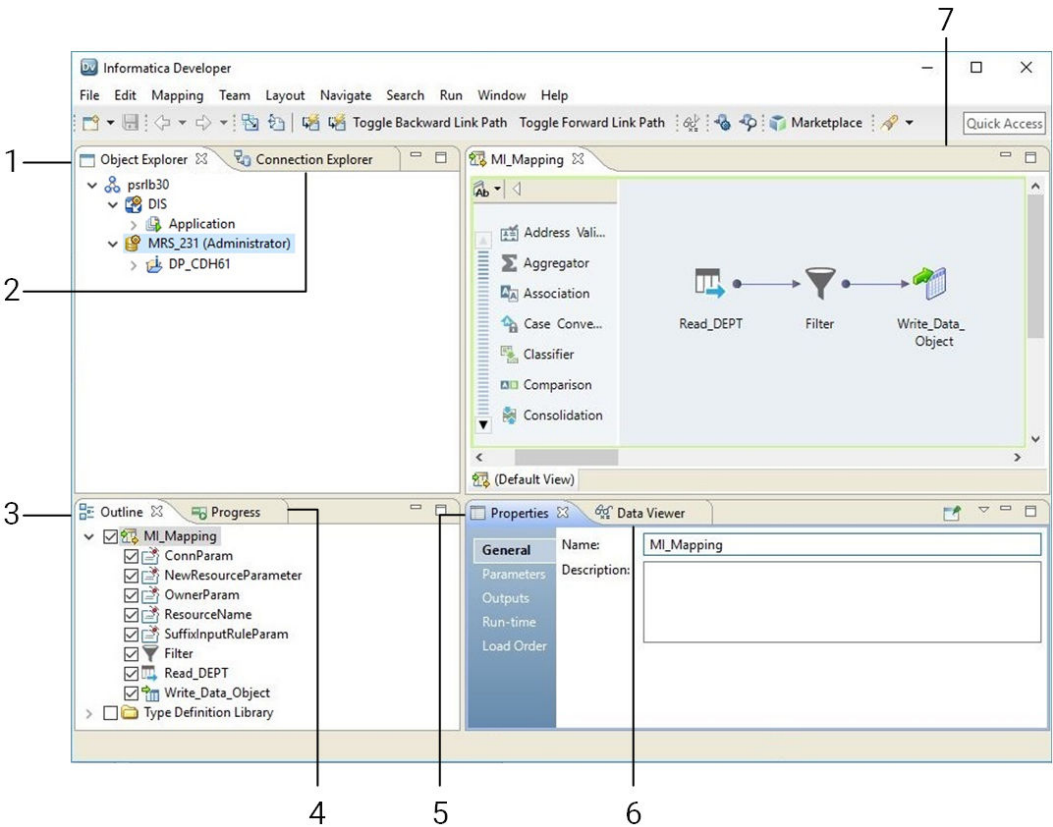 7
Dv Informatica Developer
File Edit Mapping Team Layout Navigate Search Run Window Help
Toggle Backward Link Path Toggle Forward Link Path Marketplace Quick Access
1
Object Explorer Connection Explorer
psrlb30
DIS
Application
MRS_231 (Administrator)
DP_CDH61
2
MI_Mapping
Ab
Address Vali...
Aggregator
Association
Case Conve...
Classifier
Comparison
Consolidation
Read_DEPT
Filter
Write_Data_
Object
(Default View)
3
Outline Progress
MI_Mapping
ConnParam
NewResourceParameter
OwnerParam
ResourceName
SuffixInputRuleParam
Filter
Read_DEPT
Write_Data_Object
Type Definition Library
Properties Data Viewer
General
Parameters
Outputs
Run-time
Load Order
Name: MI_Mapping
Description:
4 5 6